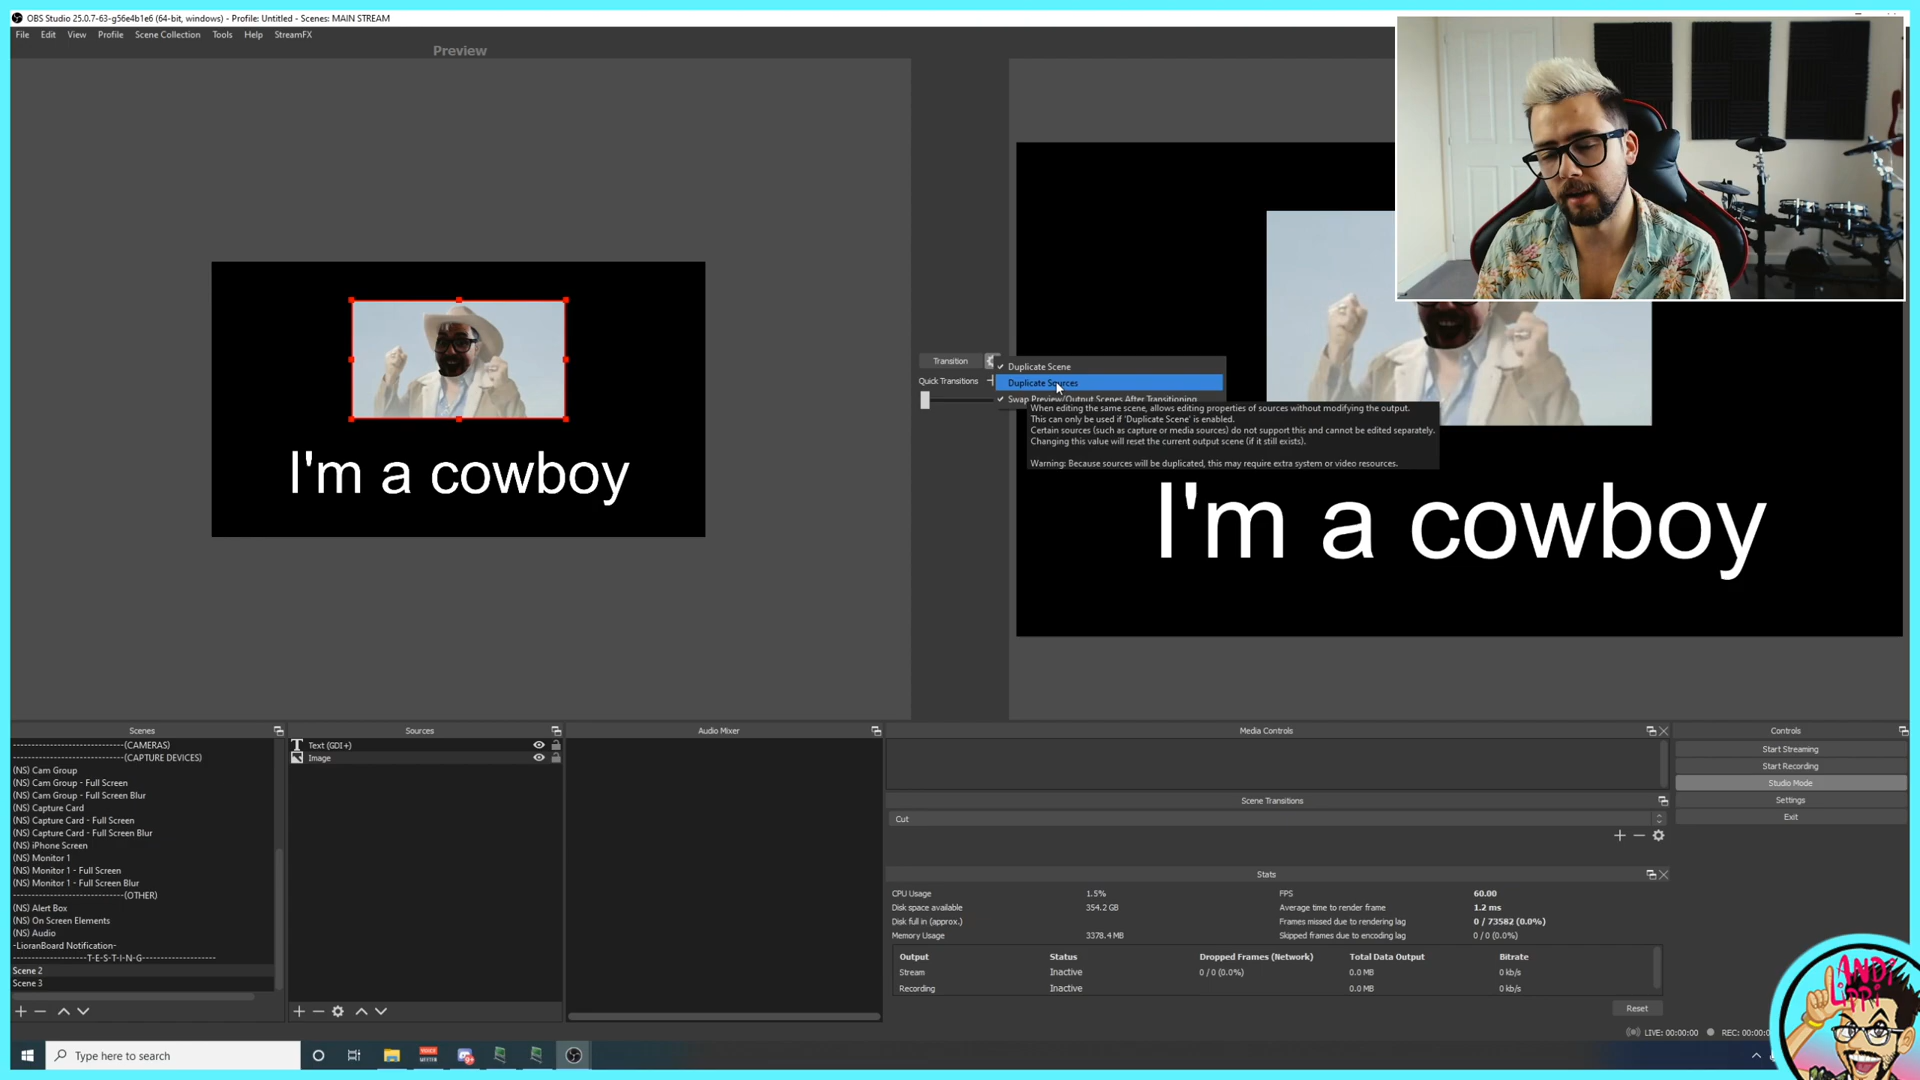 OBS Studio 25.0.7-63-g56e4b1e6 (64-bit, windows) - Profile: Untitled - Scenes: MAIN STREAM
File Edit View Profile Scene Collection Tools Help StreamFX
Preview
I'm a cowboy
Transition
Quick Transitions
Duplicate Scene
Duplicate Sources
Swap Preview/Output Scenes After Transitioning
When editing the same scene, allows editing properties of sources without modifying the output.
This can only be used if 'Duplicate Scene' is enabled.
Certain sources (such as capture or media sources) do not support this and cannot be edited separately.
Changing this value will reset the current output scene (if it still exists).
Warning: Because sources will be duplicated, this may require extra system or video resources.
I'm a cowboy
Scenes
-------------------------------(CAMERAS)
-------------------------------(CAPTURE DEVICES)
(NS) Cam Group
(NS) Cam Group - Full Screen
(NS) Cam Group - Full Screen Blur
(NS) Capture Card
(NS) Capture Card - Full Screen
(NS) Capture Card - Full Screen Blur
(NS) iPhone Screen
(NS) Monitor 1
(NS) Monitor 1 - Full Screen
(NS) Monitor 1 - Full Screen Blur
-------------------------------(OTHER)
(NS) Alert Box
(NS) On Screen Elements
(NS) Audio
-LioranBoard Notification-
---------------------T-E-S-T-I-N-G---------------------
Scene 2
Scene 3
Sources
Text (GDI+)
Image
Audio Mixer
Media Controls
Scene Transitions
Cut
Stats
CPU Usage 1.5% FPS 60.00
Disk space available 354.2 GB Average time to render frame 1.2 ms
Disk full in (approx.) Frames missed due to rendering lag 0 / 73582 (0.0%)
Memory Usage 3378.4 MB Skipped frames due to encoding lag 0 / 0 (0.0%)
Output Status Dropped Frames (Network) Total Data Output Bitrate
Stream Inactive 0 / 0 (0.0%) 0.0 MB 0 kb/s
Recording Inactive 0.0 MB 0 kb/s
Reset
Controls
Start Streaming
Start Recording
Studio Mode
Settings
Exit
LIVE: 00:00:00 REC: 00:00:0
Type here to search
ANDI
LIPPI